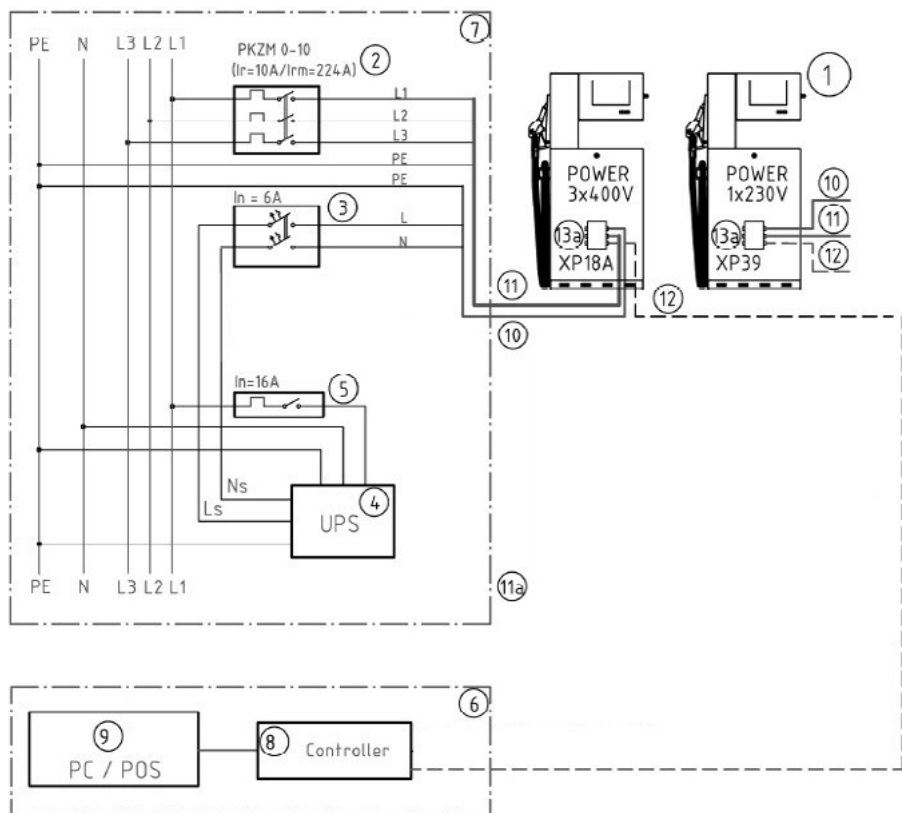 7
PE N L3 L2 L1
PKZM 0-10
(Ir=10A/Irm=224A)
2
L1
L2
L3
PE
PE
In = 6A
3
L
N
11
10
In=16A
5
Ns
Ls
4
UPS
PE N L3 L2 L1
11a
1
POWER
3x400V
13a
XP18A
12
POWER
1x230V
13a
XP39
10
11
12
6
9
PC / POS
8
Controller